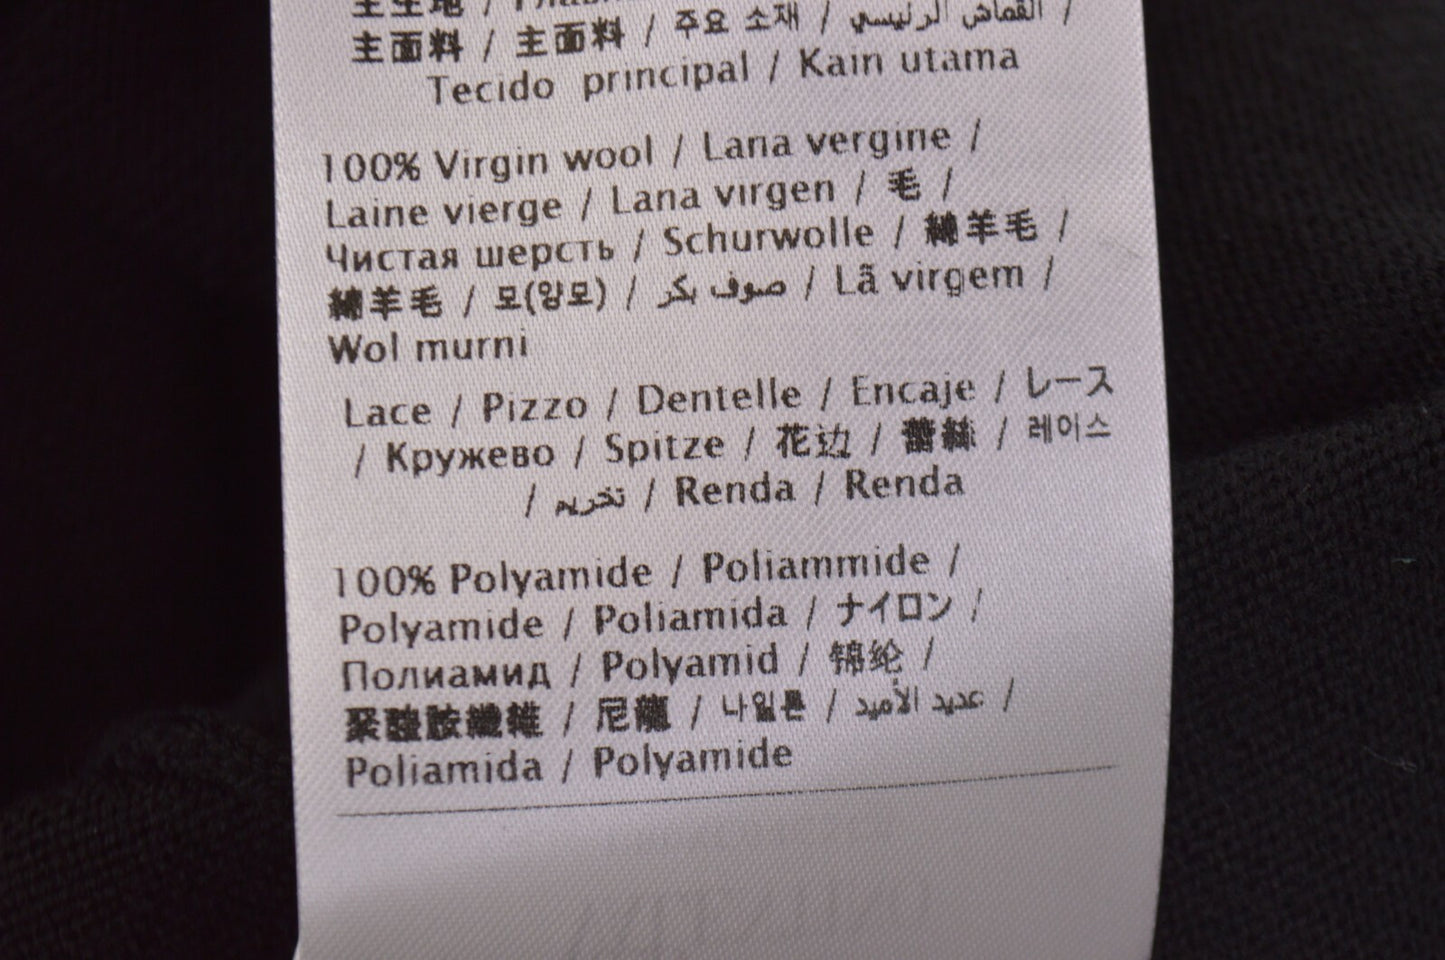 主面料 / 主面料 / 주요 소재 / القماش الرئيسي /
Tecido principal / Kain utama
100% Virgin wool / Lana vergine /
Laine vierge / Lana virgen / 毛 /
Чистая шерсть / Schurwolle / 綿羊毛 /
綿羊毛 / 모(양모) / صوف بكر / Lã virgem /
Wol murni
Lace / Pizzo / Dentelle / Encaje / レース
/ Кружево / Spitze / 花边 / 蕾絲 / 레이스
/ تخريم / Renda / Renda
100% Polyamide / Poliammide /
Polyamide / Poliamida / ナイロン /
Полиамид / Polyamid / 锦纶 /
聚醯胺纖維 / 尼龍 / 나일론 / عديد الأميد /
Poliamida / Polyamide